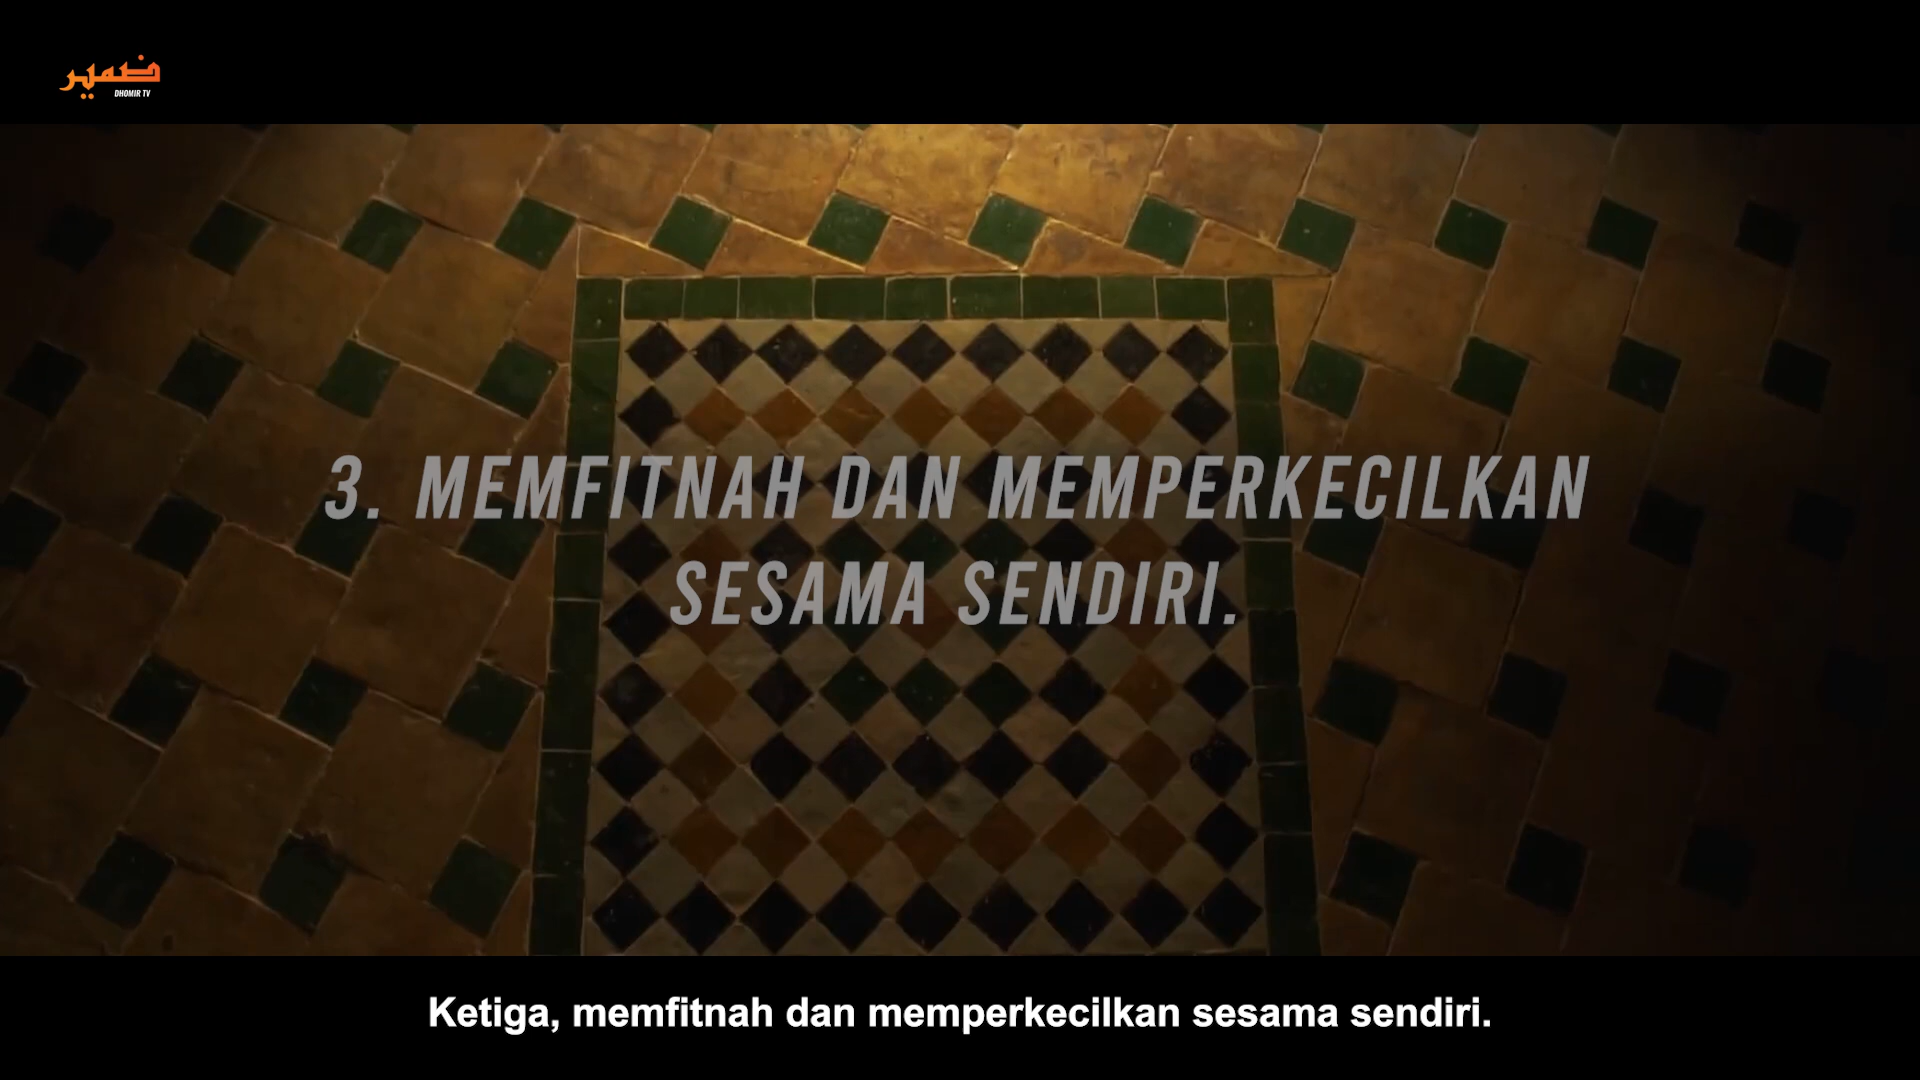 ضمير
DHOMIR TV
3. MEMFITNAH DAN MEMPERKECILKAN
SESAMA SENDIRI.
Ketiga, memfitnah dan memperkecilkan sesama sendiri.